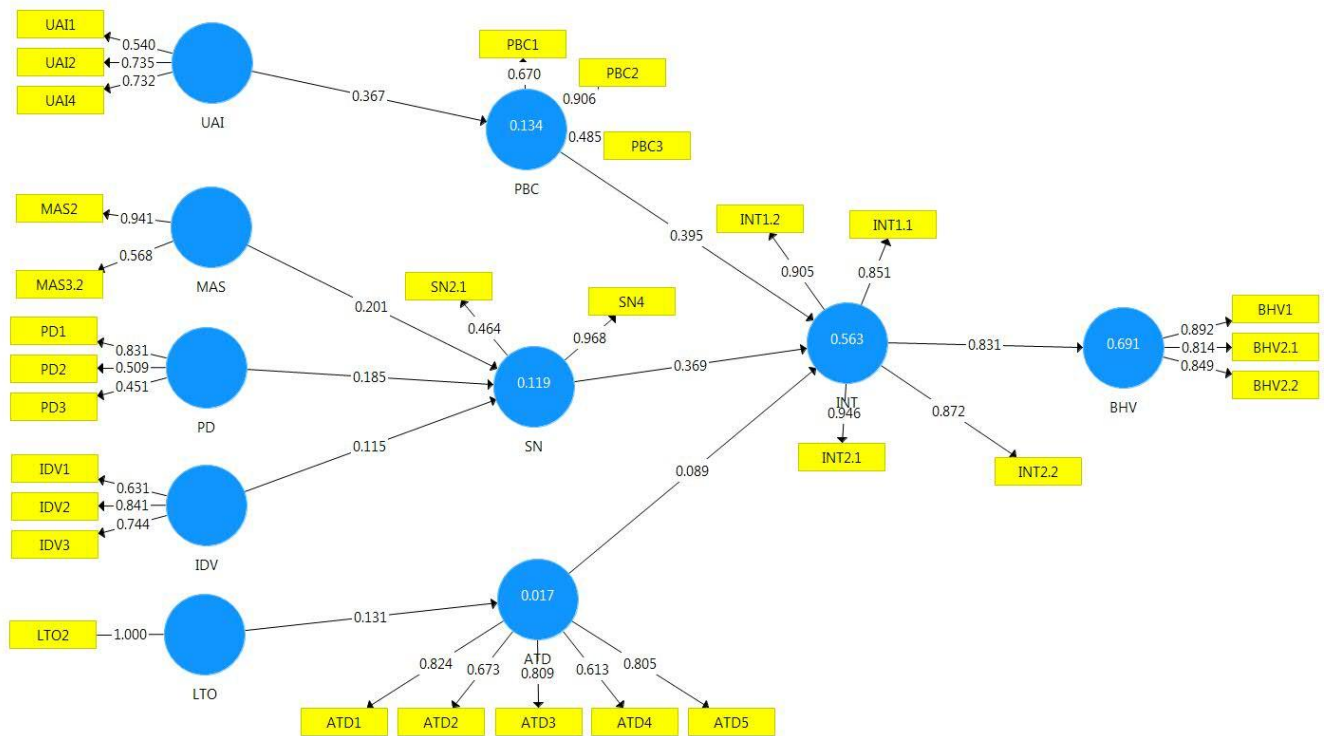 UAI1
0.540
UAI2
0.735
UAI4
0.732
UAI
0.367
PBC1
0.670
PBC2
0.906
PBC3
0.485
0.134
PBC
0.395
MAS2
0.941
MAS3.2
0.568
MAS
0.201
PD1
0.831
PD2
0.509
PD3
0.451
PD
0.185
IDV1
0.631
IDV2
0.841
IDV3
0.744
IDV
0.115
SN2.1
0.464
SN4
0.968
0.119
SN
0.369
LTO2
1.000
LTO
0.131
0.017
ATD
0.089
0.824
0.673
0.809
0.613
0.805
ATD1
ATD2
ATD3
ATD4
ATD5
INT1.2
0.905
INT1.1
0.851
0.563
INT
0.946
INT2.1
0.872
INT2.2
0.831
0.691
BHV
0.892
BHV1
0.814
BHV2.1
0.849
BHV2.2